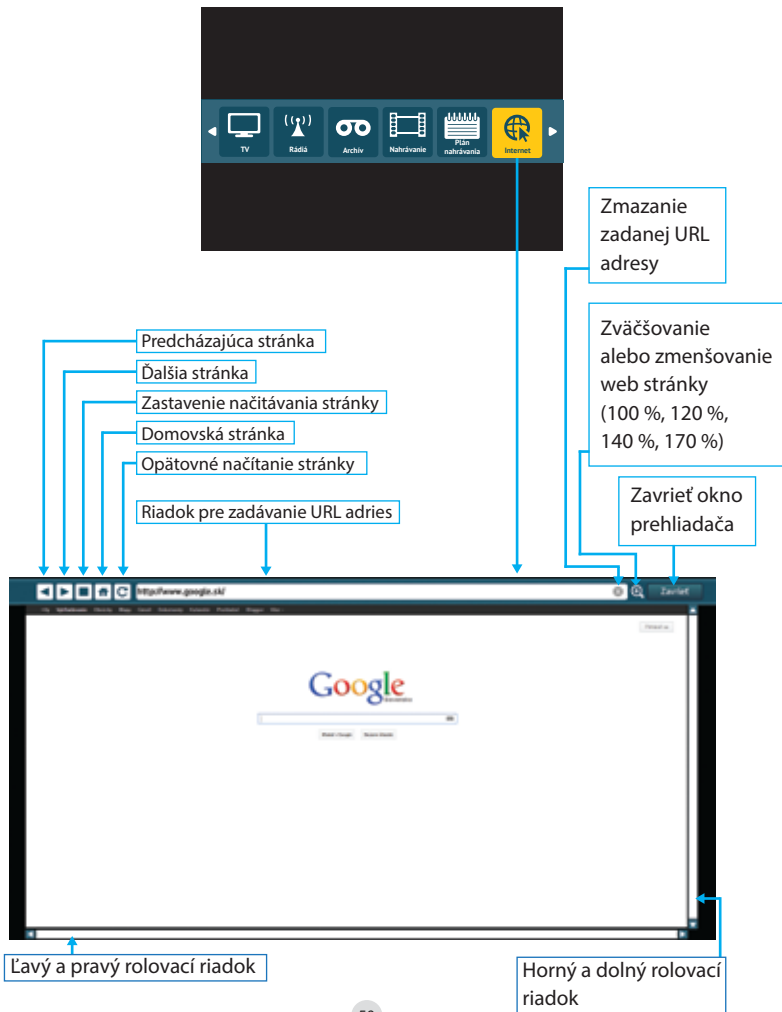 TV
Rádiá
Archív
Nahrávanie
Plán
nahrávania
Internet
Zmazanie
zadanej URL
adresy
Zväčšovanie
alebo zmenšovanie
web stránky
(100 %, 120 %,
140 %, 170 %)
Predcházajúca stránka
Ďalšia stránka
Zastavenie načitávania stránky
Domovská stránka
Opätovné načítanie stránky
Riadok pre zadávanie URL adries
Zavrieť okno
prehliadača
http://www.google.sk/
Zavrieť
Google
Ľavý a pravý rolovací riadok
Horný a dolný rolovací
riadok